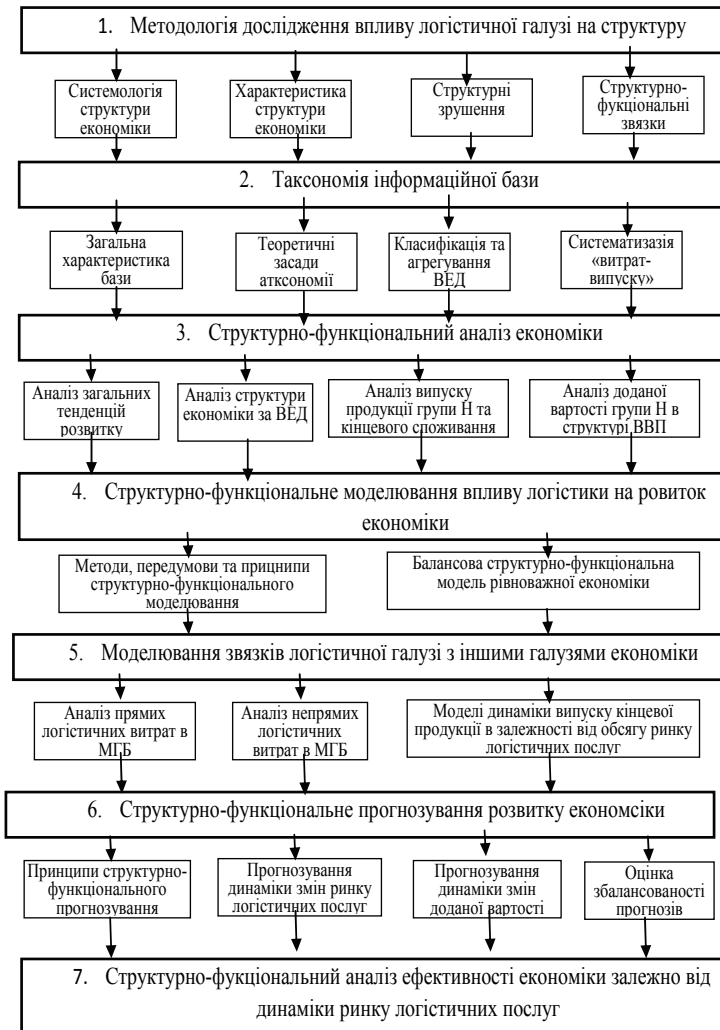 1. Методологія дослідження впливу логістичної галузі на структуру
Системологія
структури
економіки
Характеристика
структури
економіки
Структурні
зрушення
Структурно-
фукціональні
звязки
2. Таксономія інформаційної бази
Загальна
характеристика
бази
Теоретичні
засади
атксономії
Класифікація та
агрегування
ВЕД
Систематизазія
«витрат-
випуску»
3. Структурно-функціональний аналіз економіки
Аналіз загальних
тенденцій
розвитку
Аналіз структури
економіки за ВЕД
Аналіз випуску
продукції групи Н та
кінцевого споживання
Аналіз доданої
вартості групи Н в
структурі ВВП
4. Структурно-функціональне моделювання впливу логістики на ровиток
економіки
Методи, передумови та прицнипи
структурно-функціонального
моделювання
Балансова структурно-функціональна
модель рівноважної економіки
5. Моделювання звязків логістичної галузі з іншими галузями економіки
Аналіз прямих
логістичних витрат в
МГБ
Аналіз непрямих
логістичних
витрат в МГБ
Моделі динаміки випуску кінцевої
продукції в залежності від обсягу ринку
логістичних послуг
6. Структурно-функціональне прогнозування розвитку економсіки
Принципи структурно-
функціонального
прогнозування
Прогнозування
динаміки змін ринку
логістичних послуг
Прогнозування
динаміки змін
доданої вартості
Оцінка
збалансованості
прогнозів
7. Структурно-фукціональний аналіз ефективності економіки залежно від
динаміки ринку логістичних послуг